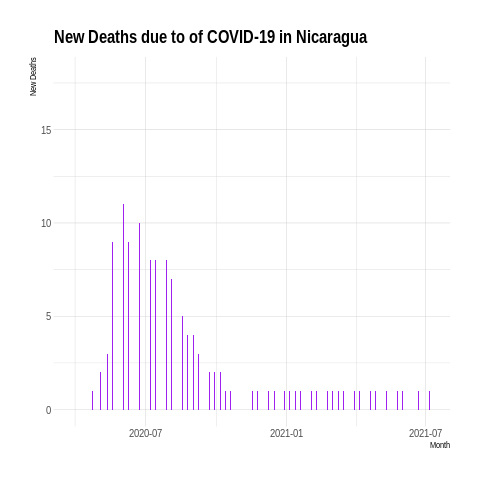 New Deaths due to of COVID-19 in Nicaragua
New Deaths
15
10
5
0
2020-07
2021-01
2021-07
Month